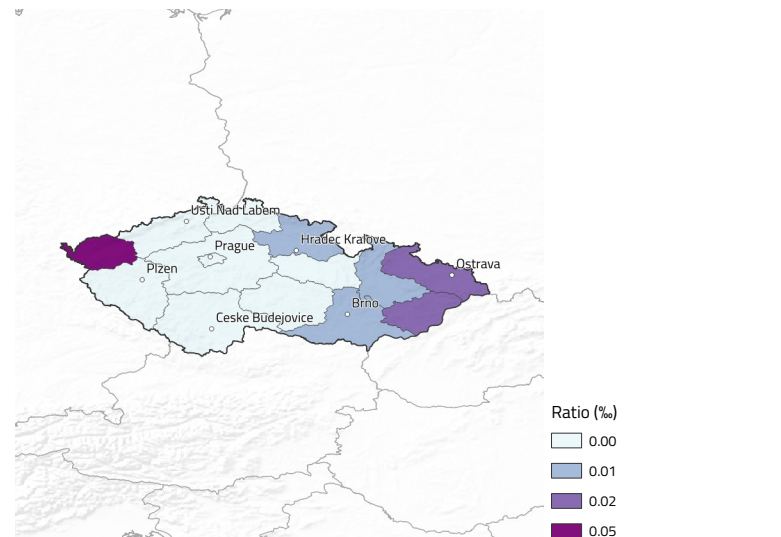 Usti Nad Labem
Hradec Kralove
Prague
Ostrava
Plzen
Brno
Ceske Budejovice
Ratio (‰)
0.00
0.01
0.02
0.05